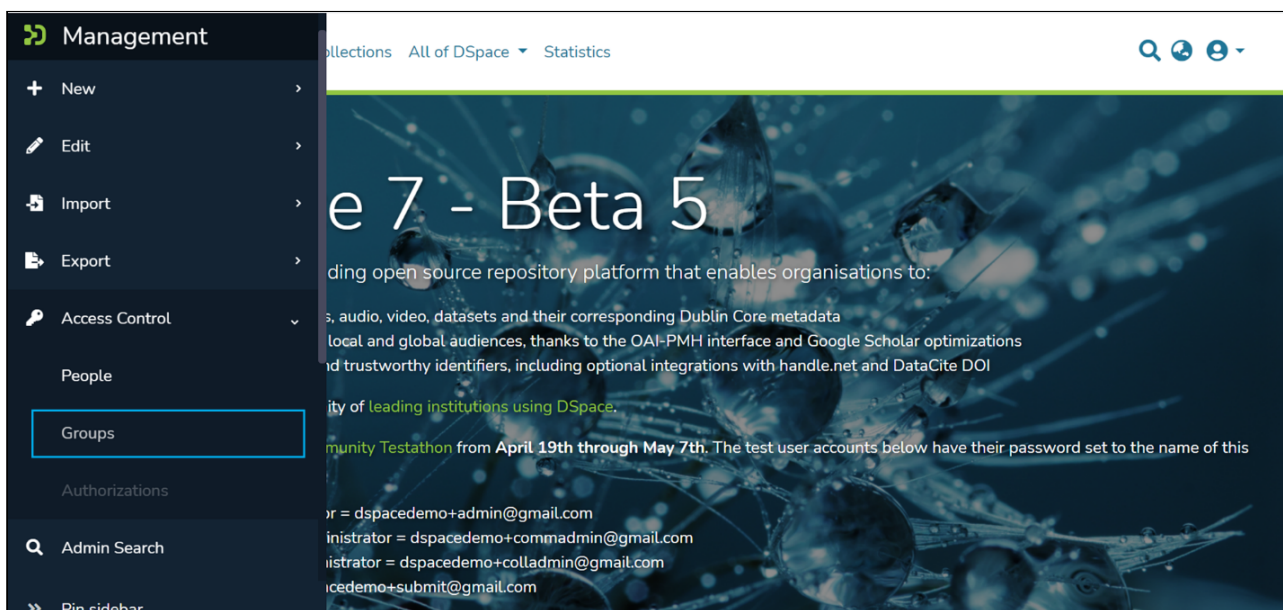 Management
New
Edit
Import
Export
Access Control
People
Groups
Authorizations
Admin Search
Pin sidebar
ollections All of DSpace Statistics
e 7 - Beta 5
ding open source repository platform that enables organisations to:
s, audio, video, datasets and their corresponding Dublin Core metadata
local and global audiences, thanks to the OAI-PMH interface and Google Scholar optimizations
nd trustworthy identifiers, including optional integrations with handle.net and DataCite DOI
ity of leading institutions using DSpace.
munity Testathon from April 19th through May 7th. The test user accounts below have their password set to the name of this
or = dspacedemo+admin@gmail.com
inistrator = dspacedemo+commadmin@gmail.com
istrator = dspacedemo+colladmin@gmail.com
acedemo+submit@gmail.com